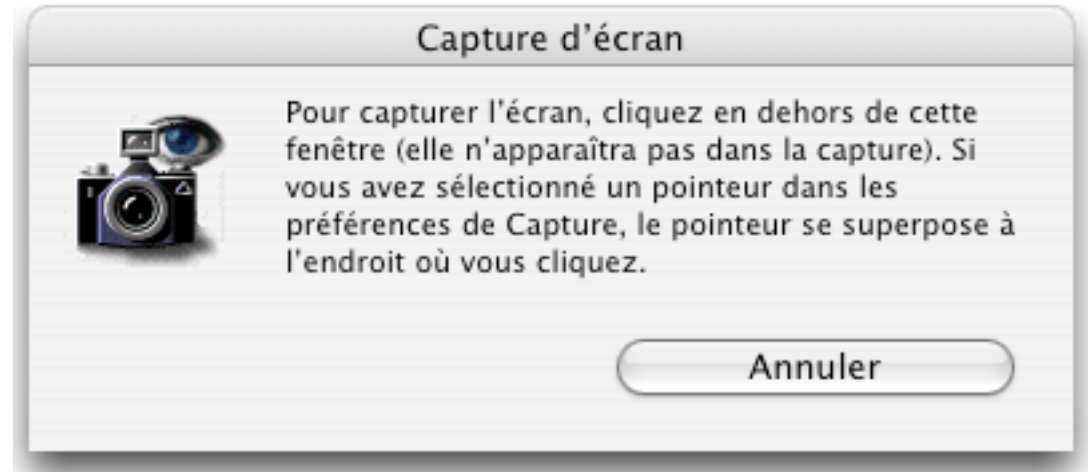 Capture d’écran
Pour capturer l’écran, cliquez en dehors de cette
fenêtre (elle n’apparaîtra pas dans la capture). Si
vous avez sélectionné un pointeur dans les
préférences de Capture, le pointeur se superpose à
l’endroit où vous cliquez.
Annuler